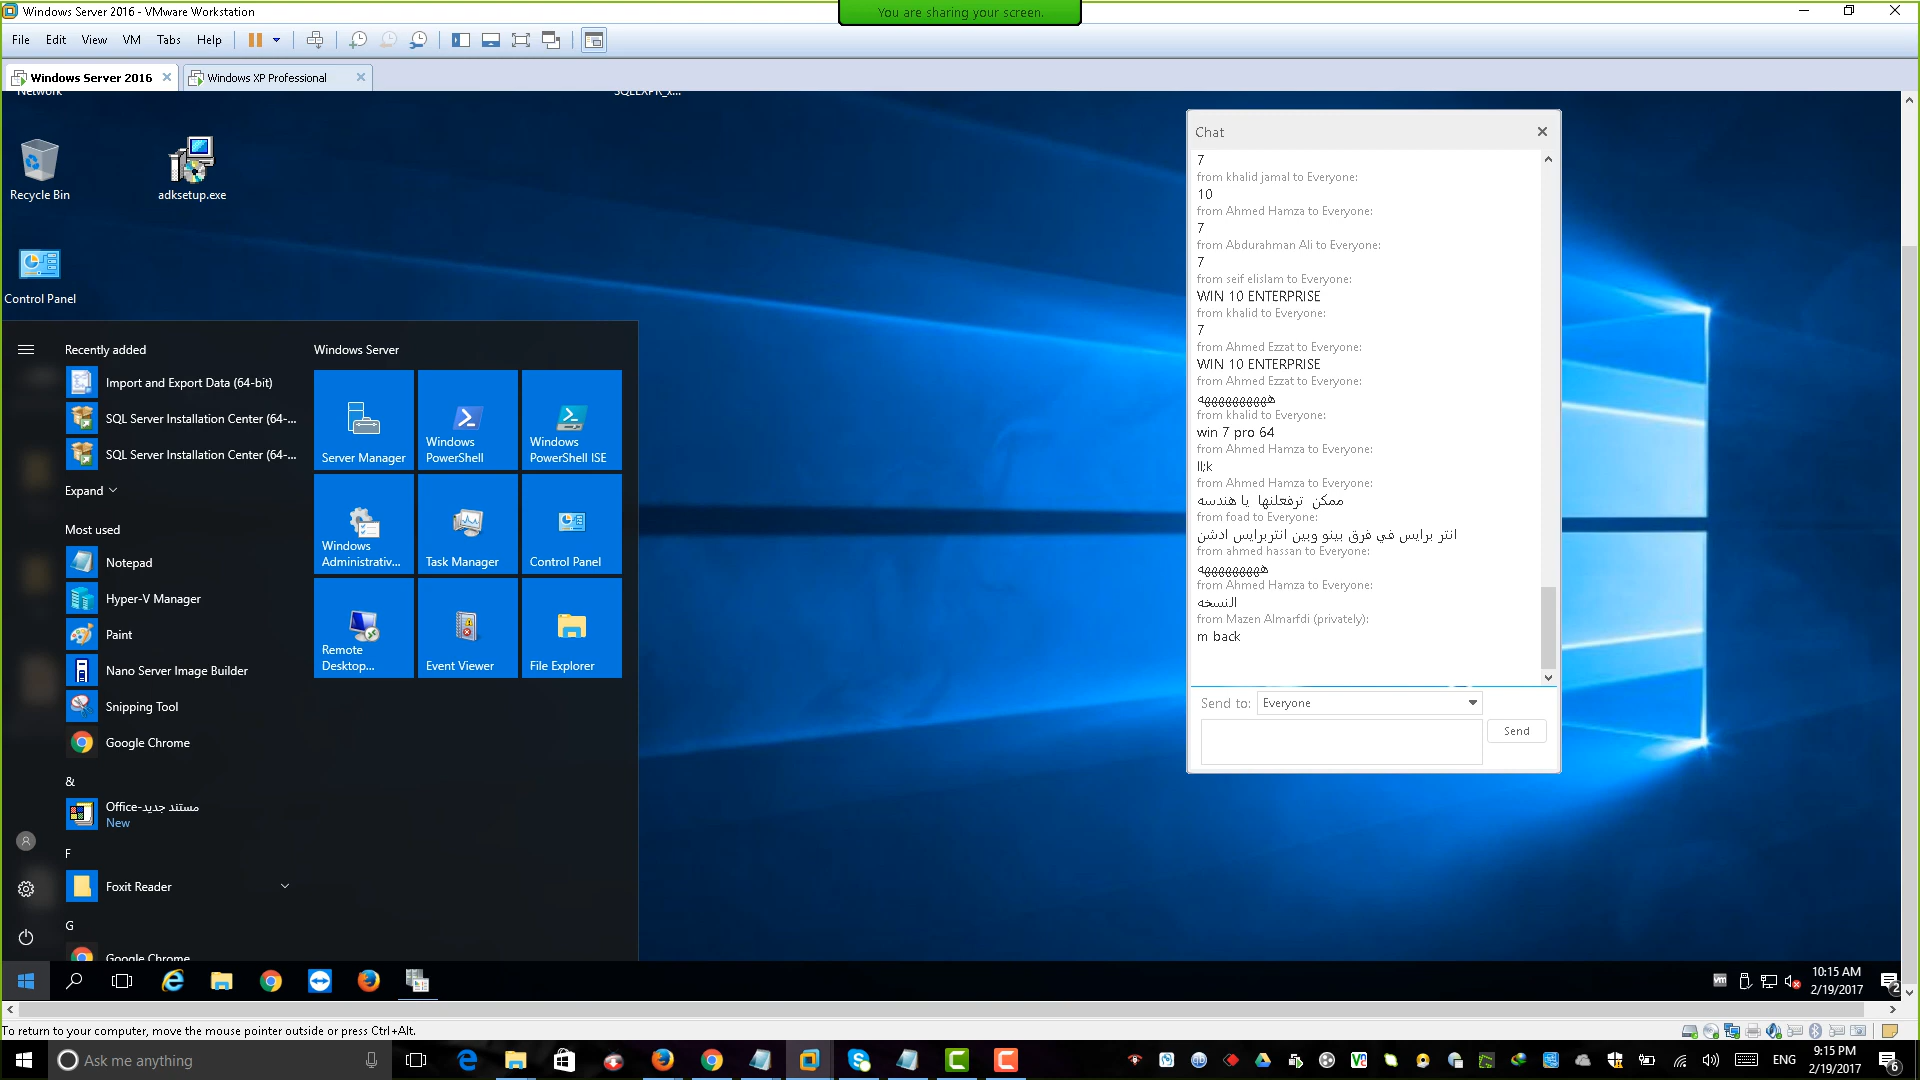 Windows Server 2016 - VMware Workstation
You are sharing your screen.
File Edit View VM Tabs Help
Windows Server 2016
Windows XP Professional
Network
SQLEXPR_x...
Recycle Bin
adksetup.exe
Control Panel
Recently added
Import and Export Data (64-bit)
SQL Server Installation Center (64-...
SQL Server Installation Center (64-...
Expand
Most used
Notepad
Hyper-V Manager
Paint
Nano Server Image Builder
Snipping Tool
Google Chrome
&
Office-مستند جديد
New
F
Foxit Reader
G
Google Chrome
Windows Server
Server Manager
Windows PowerShell
Windows PowerShell ISE
Windows Administrativ...
Task Manager
Control Panel
Remote Desktop...
Event Viewer
File Explorer
Chat
7
from khalid jamal to Everyone:
10
from Ahmed Hamza to Everyone:
7
from Abdurahman Ali to Everyone:
7
from seif elislam to Everyone:
WIN 10 ENTERPRISE
from khalid to Everyone:
7
from Ahmed Ezzat to Everyone:
WIN 10 ENTERPRISE
from Ahmed Ezzat to Everyone:
from khalid to Everyone:
win 7 pro 64
from Ahmed Hamza to Everyone:
ll;k
from Ahmed Hamza to Everyone:
ممكن ترفعلنها يا هندسه
from foad to Everyone:
انتر برايس في فرق بينو وبين انتربرايس ادشن
from ahmed hassan to Everyone:
from Ahmed Hamza to Everyone:
النسخه
from Mazen Almarfdi (privately):
m back
Send to: Everyone
Send
10:15 AM
2/19/2017
2
To return to your computer, move the mouse pointer outside or press Ctrl+Alt.
Ask me anything
ENG
9:15 PM
2/19/2017
6